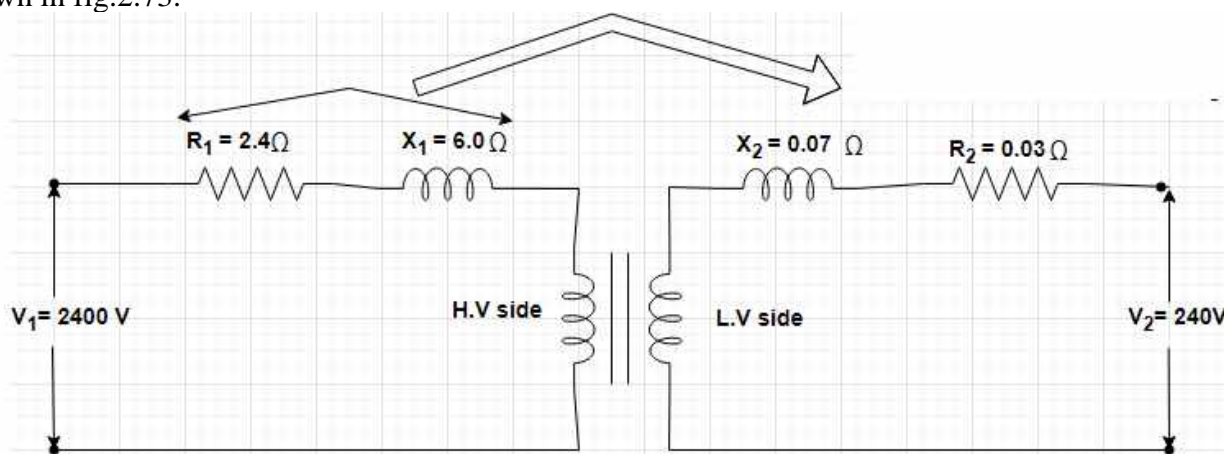 wn in fig.2.73.
R1 = 2.4Ω
X1 = 6.0 Ω
X2 = 0.07 Ω
R2 = 0.03 Ω
V1= 2400 V
H.V side
L.V side
V2= 240V